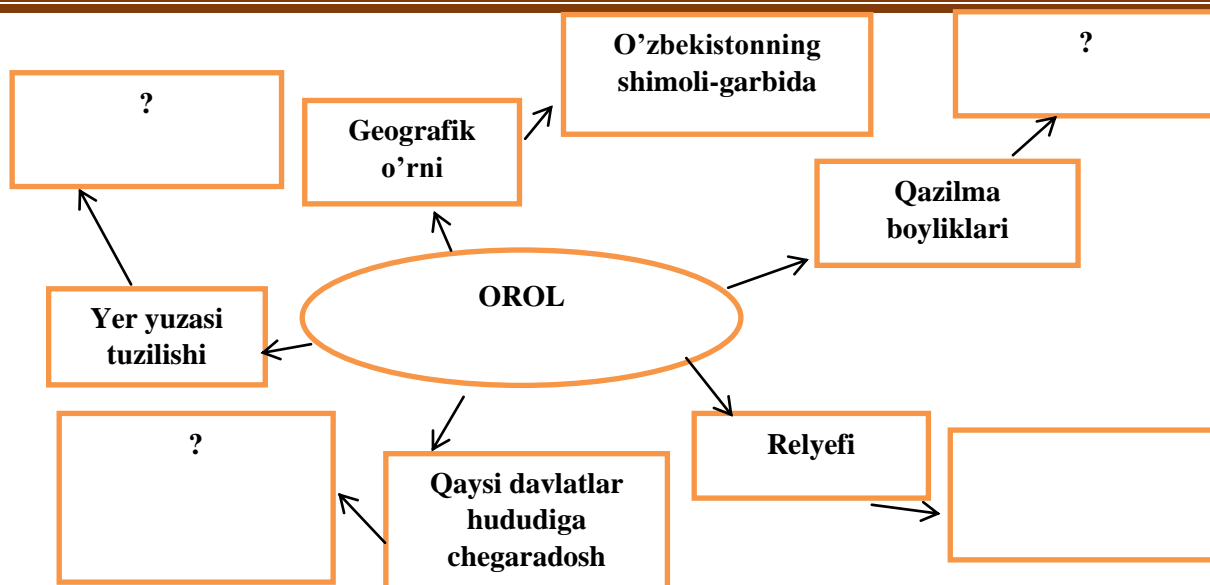 O’zbekistonning
shimoli-garbida
?
?
Geografik
o’rni
Qazilma
boyliklari
OROL
Yer yuzasi
tuzilishi
?
Relyefi
Qaysi davlatlar
hududiga
chegaradosh